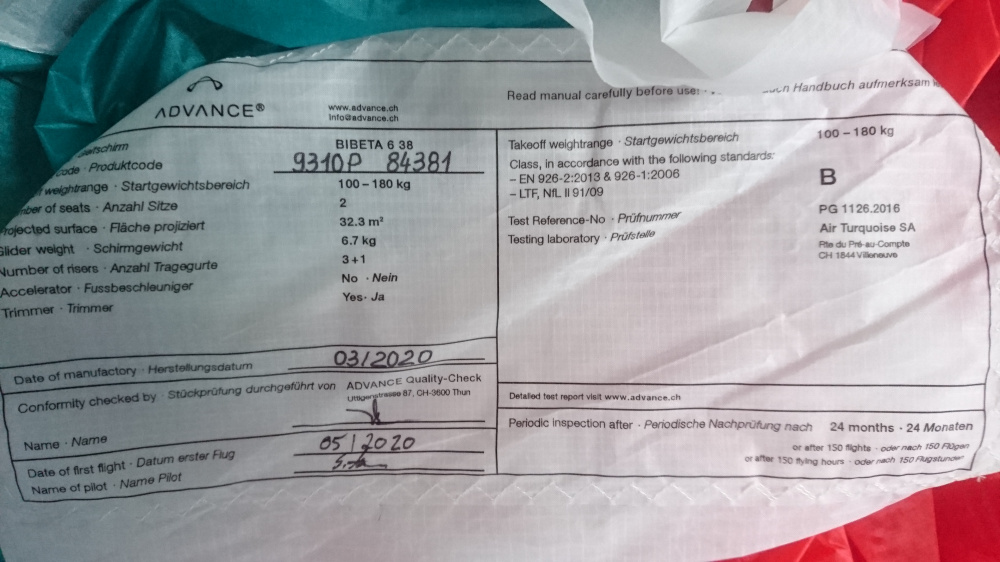 ADVANCE®
www.advance.ch
info@advance.ch
Read manual carefully before use! Handbuch aufmerksam
BIBETA 6 38
Produktcode 9310P 84381
weightrange · Startgewichtsbereich 100 – 180 kg
of seats · Anzahl Sitze 2
rojected surface · Fläche projiziert 32.3 m²
Glider weight · Schirmgewicht 6.7 kg
Number of risers · Anzahl Tragegurte 3+1
Accelerator · Fussbeschleuniger No · Nein
Trimmer · Trimmer Yes · Ja
Date of manufactory · Herstellungsdatum 03/2020
Conformity checked by · Stückprüfung durchgeführt von ADVANCE Quality-Check
Uttigenstrasse 87, CH-3600 Thun
Name · Name
Date of first flight · Datum erster Flug 05/2020
Name of pilot · Name Pilot
Takeoff weightrange · Startgewichtsbereich 100 – 180 kg
Class, in accordance with the following standards:
– EN 926-2:2013 & 926-1:2006
– LTF, NfL II 91/09
B
Test Reference-No · Prüfnummer PG 1126.2016
Testing laboratory · Prüfstelle Air Turquoise SA
Rte du Pré-au-Compte
CH 1844 Villeneuve
Detailed test report visit www.advance.ch
Periodic inspection after · Periodische Nachprüfung nach 24 months · 24 Monaten
or after 150 flights · oder nach 150 Flügen
or after 150 flying hours · oder nach 150 Flugstunden